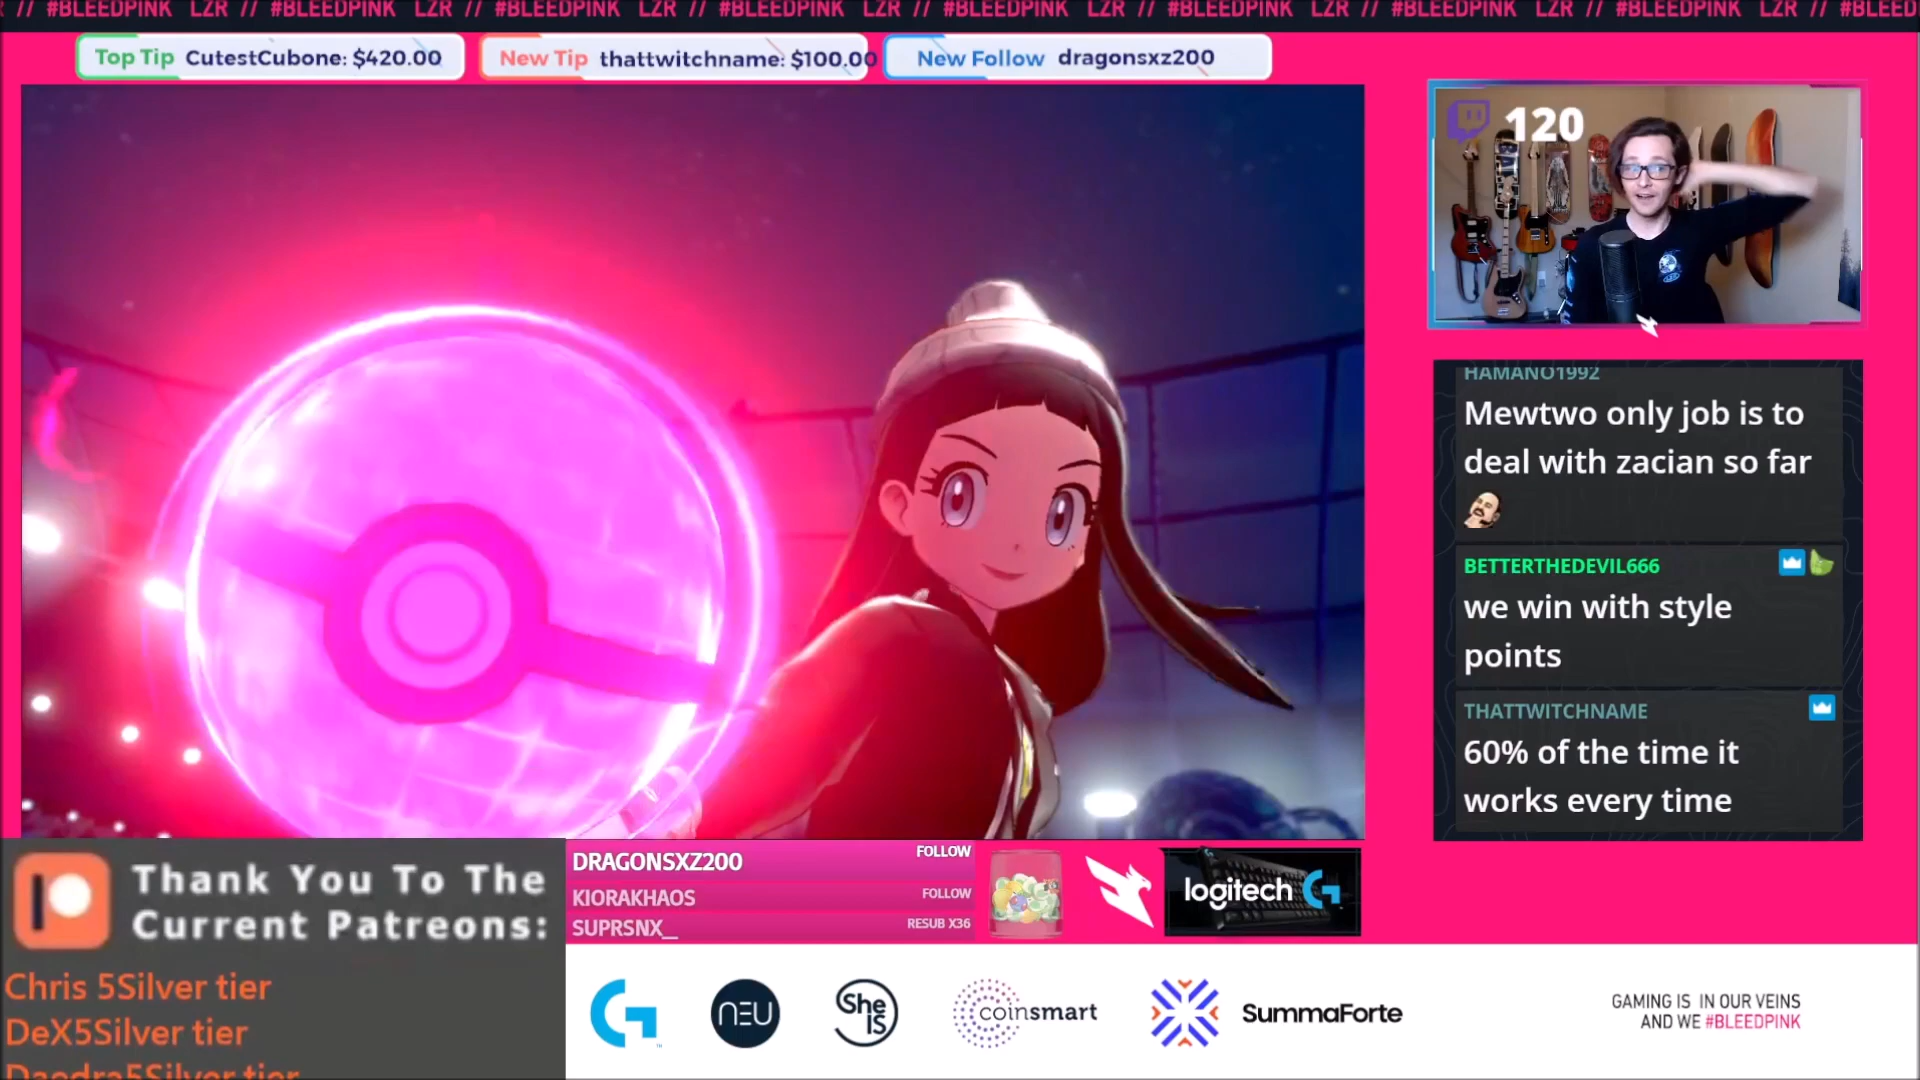 // #BLEEDPINK LZR // #BLEEDPINK LZR // #BLEEDPINK LZR // #BLEEDPINK LZR // #BLEEDPINK LZR // #BLEEDPINK LZR // #BLEEDPINK LZR // #BLEEDPINK LZR // #BLEED
Top Tip CutestCubone: $420.00
New Tip thattwitchname: $100.00
New Follow dragonsxz200
120
HAMANO1992
Mewtwo only job is to
deal with zacian so far
BETTERTHEDEVIL666
we win with style
points
THATTWITCHNAME
60% of the time it
works every time
Thank You To The
Current Patreons:
Chris 5Silver tier
DeX5Silver tier
Daedra5Silver tier
DRAGONSXZ200 FOLLOW
KIORAKHAOS FOLLOW
SUPRSNX__ RESUB X36
logitech G
G NEU She IS coinsmart SummaForte
GAMING IS IN OUR VEINS
AND WE #BLEEDPINK